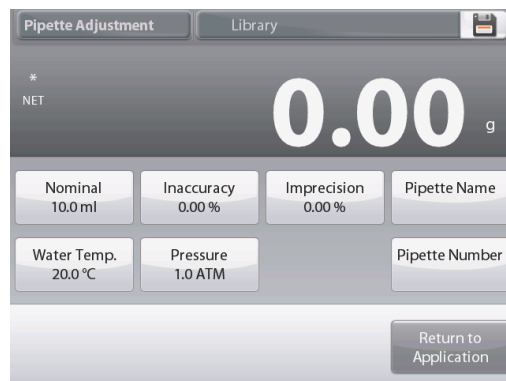 Pipette Adjustment
Library
*
NET
0.00 g
Nominal
10.0 ml
Inaccuracy
0.00 %
Imprecision
0.00 %
Pipette Name
Water Temp.
20.0 °C
Pressure
1.0 ATM
Pipette Number
Return to
Application